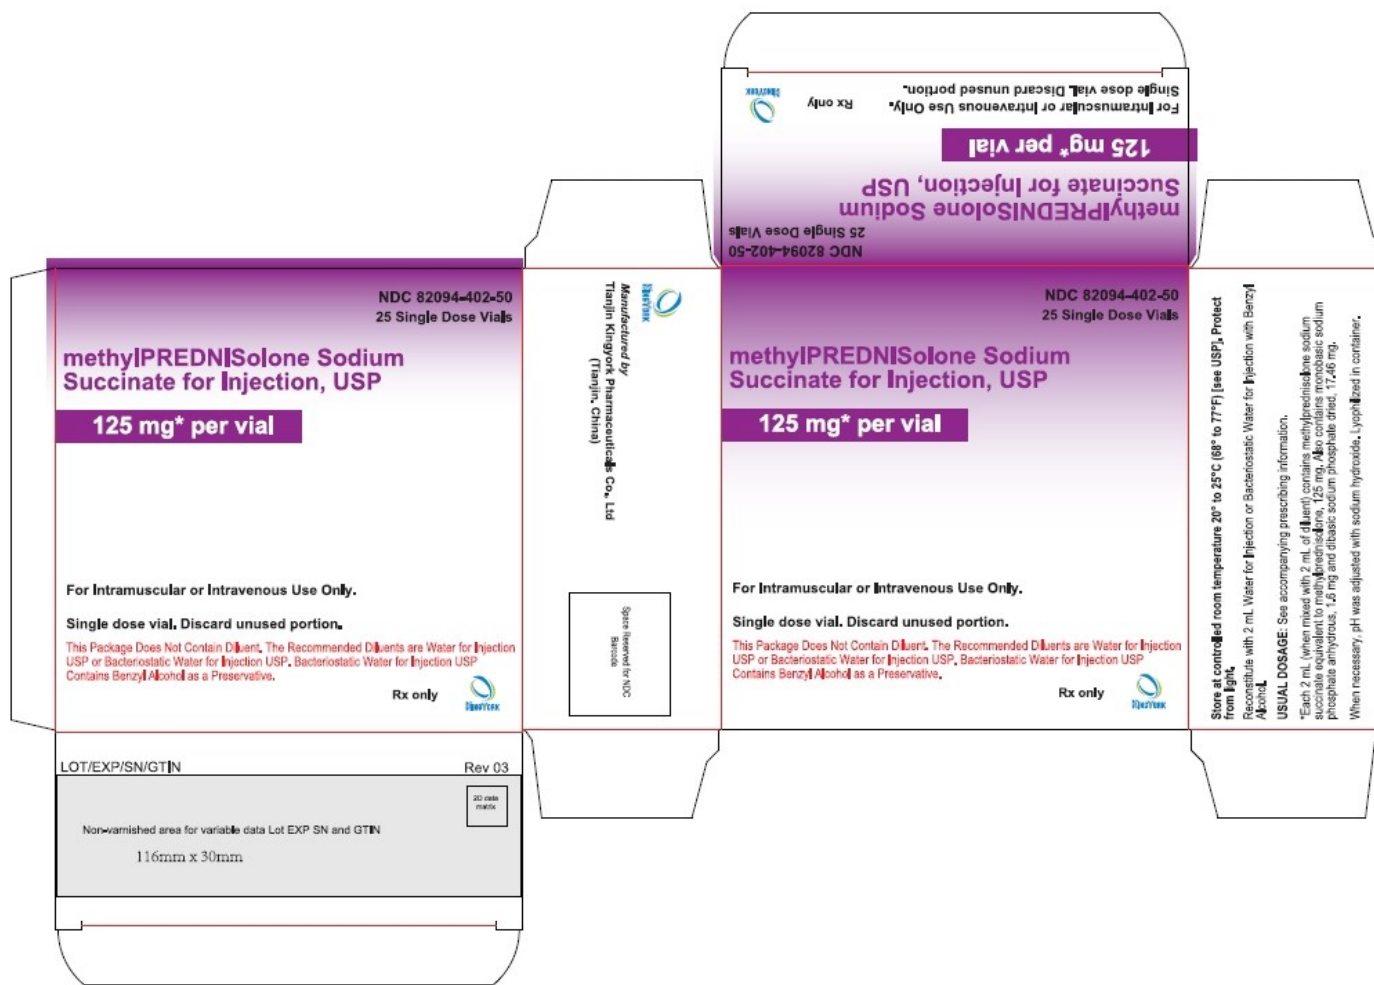 For Intramuscular or Intravenous Use Only.
Single dose vial. Discard unused portion.
Rx only
KINGYORK
125 mg* per vial
methylPREDNISolone Sodium
Succinate for Injection, USP
NDC 82094-402-50
25 Single Dose Vials
NDC 82094-402-50
25 Single Dose Vials
methylPREDNISolone Sodium
Succinate for Injection, USP
125 mg* per vial
For Intramuscular or Intravenous Use Only.
Single dose vial. Discard unused portion.
This Package Does Not Contain Diluent. The Recommended Diluents are Water for Injection
USP or Bacteriostatic Water for Injection USP. Bacteriostatic Water for Injection USP
Contains Benzyl Alcohol as a Preservative.
Rx only
KINGYORK
KINGYORK
Manufactured by
Tianjin Kingyork Pharmaceuticals Co., Ltd
(Tianjin. China)
Space Reserved for NDC
Barcode
NDC 82094-402-50
25 Single Dose Vials
methylPREDNISolone Sodium
Succinate for Injection, USP
125 mg* per vial
For Intramuscular or Intravenous Use Only.
Single dose vial. Discard unused portion.
This Package Does Not Contain Diluent. The Recommended Diluents are Water for Injection
USP or Bacteriostatic Water for Injection USP. Bacteriostatic Water for Injection USP
Contains Benzyl Alcohol as a Preservative.
Rx only
KINGYORK
Store at controlled room temperature 20° to 25°C (68° to 77°F) [see USP]. Protect
from light.
Reconstitute with 2 mL Water for Injection or Bacteriostatic Water for Injection with Benzyl
Alcohol.
USUAL DOSAGE: See accompanying prescribing information.
*Each 2 mL (when mixed with 2 mL of diluent) contains methylprednisolone sodium
succinate equivalent to methylprednisolone, 125 mg. Also contains monobasic sodium
phosphate anhydrous, 1.6 mg and dibasic sodium phosphate dried, 17.46 mg.
When necessary, pH was adjusted with sodium hydroxide. Lyophilized in container.
LOT/EXP/SN/GTIN
Rev 03
2D data
matrix
Non-varnished area for variable data Lot EXP SN and GTIN
116mm x 30mm